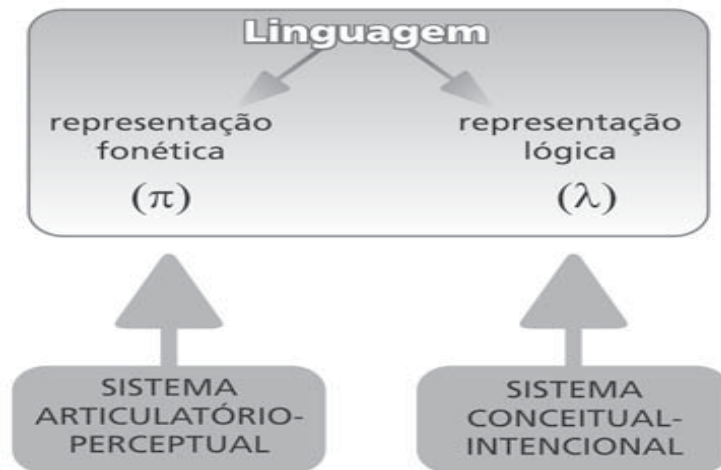 Linguagem
representação
fonética
(π)
representação
lógica
(λ)
SISTEMA
ARTICULATÓRIO-
PERCEPTUAL
SISTEMA
CONCEITUAL-
INTENCIONAL